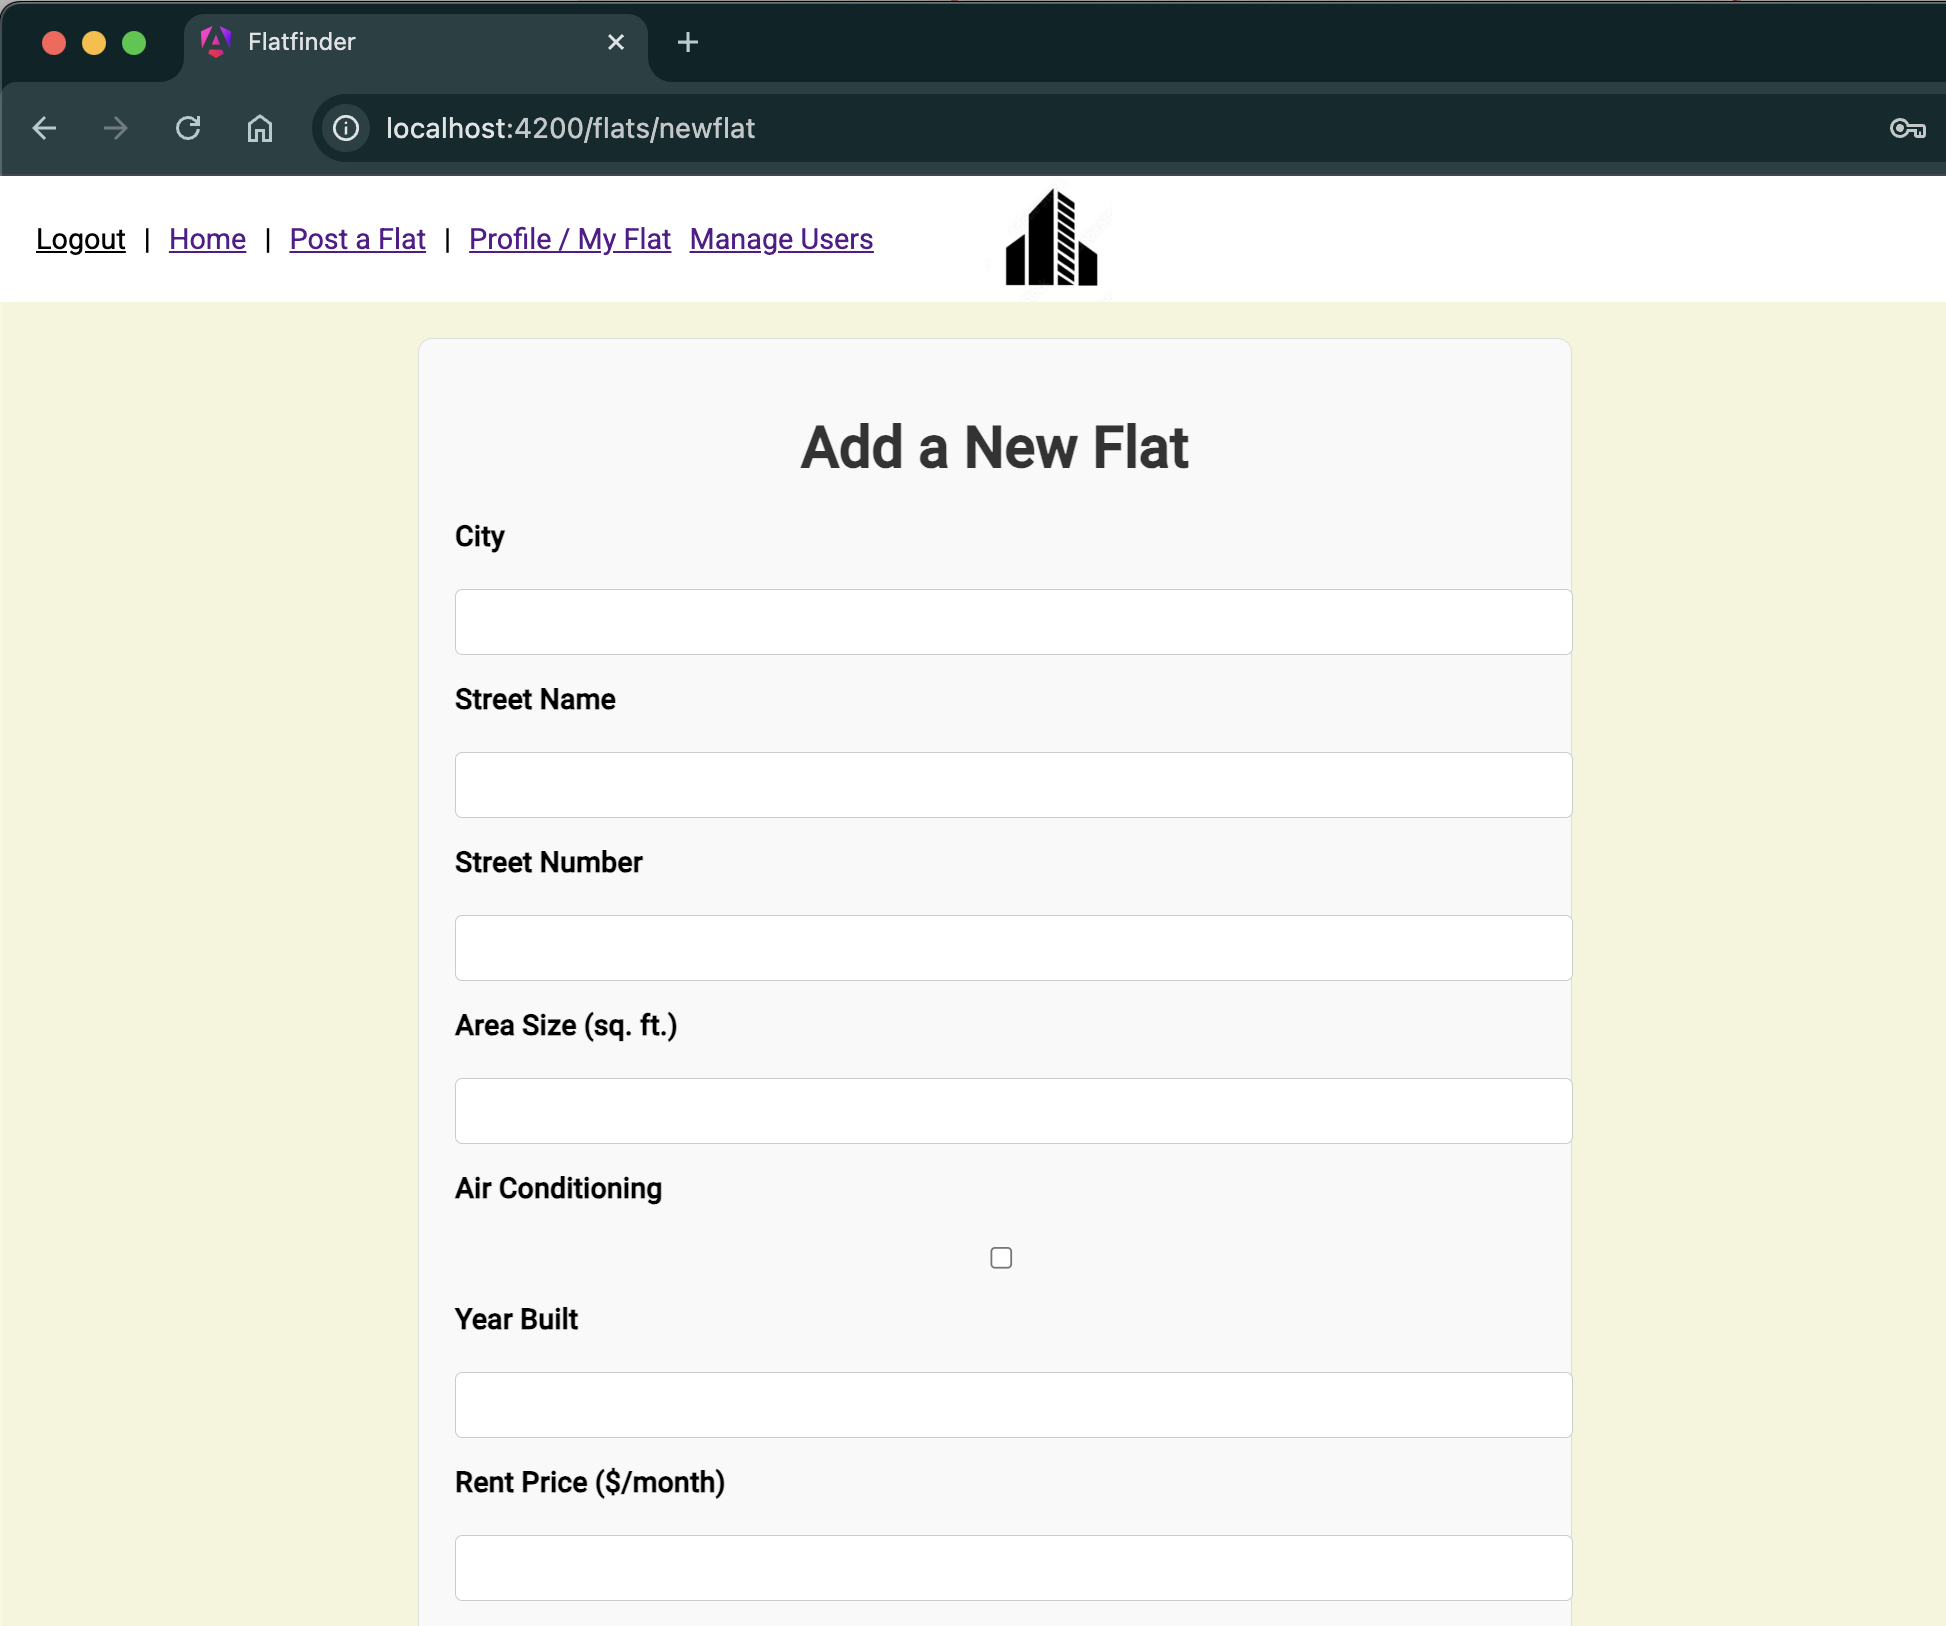 Flatfinder
localhost:4200/flats/newflat
Logout | Home | Post a Flat | Profile / My Flat Manage Users
Add a New Flat
City
Street Name
Street Number
Area Size (sq. ft.)
Air Conditioning
Year Built
Rent Price ($/month)